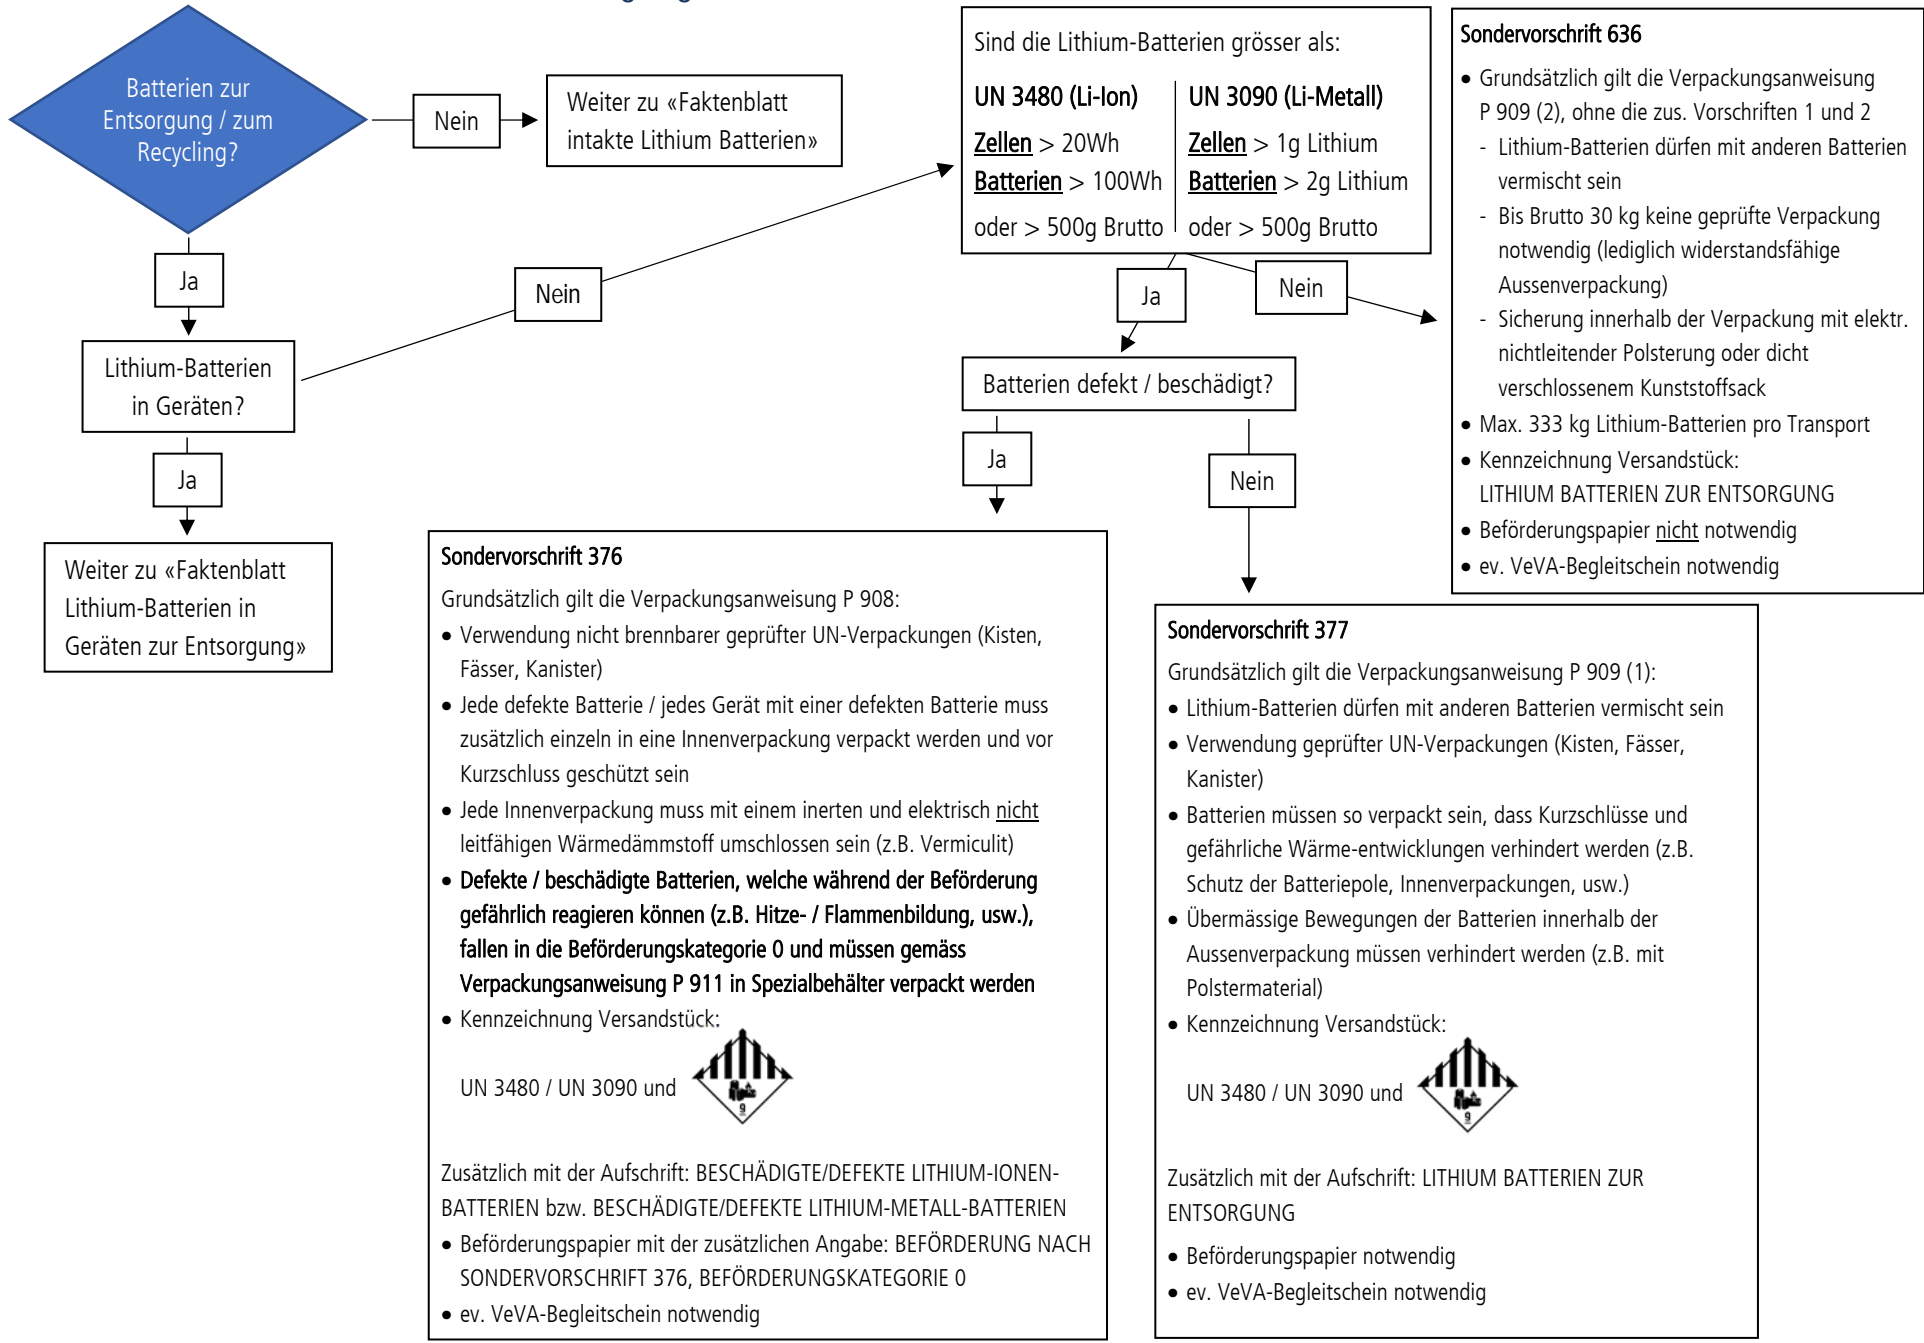 Batterien zur
Entsorgung / zum
Recycling?
Nein
Weiter zu «Faktenblatt
intakte Lithium Batterien»
Ja
Lithium-Batterien
in Geräten?
Nein
Ja
Weiter zu «Faktenblatt
Lithium-Batterien in
Geräten zur Entsorgung»
Sind die Lithium-Batterien grösser als:
UN 3480 (Li-Ion)
Zellen > 20Wh
Batterien > 100Wh
oder > 500g Brutto
UN 3090 (Li-Metall)
Zellen > 1g Lithium
Batterien > 2g Lithium
oder > 500g Brutto
Ja
Nein
Batterien defekt / beschädigt?
Ja
Nein
Sondervorschrift 636
• Grundsätzlich gilt die Verpackungsanweisung
P 909 (2), ohne die zus. Vorschriften 1 und 2
- Lithium-Batterien dürfen mit anderen Batterien
vermischt sein
- Bis Brutto 30 kg keine geprüfte Verpackung
notwendig (lediglich widerstandsfähige
Aussenverpackung)
- Sicherung innerhalb der Verpackung mit elektr.
nichtleitender Polsterung oder dicht
verschlossenem Kunststoffsack
• Max. 333 kg Lithium-Batterien pro Transport
• Kennzeichnung Versandstück:
LITHIUM BATTERIEN ZUR ENTSORGUNG
• Beförderungspapier nicht notwendig
• ev. VeVA-Begleitschein notwendig
Sondervorschrift 376
Grundsätzlich gilt die Verpackungsanweisung P 908:
• Verwendung nicht brennbarer geprüfter UN-Verpackungen (Kisten,
Fässer, Kanister)
• Jede defekte Batterie / jedes Gerät mit einer defekten Batterie muss
zusätzlich einzeln in eine Innenverpackung verpackt werden und vor
Kurzschluss geschützt sein
• Jede Innenverpackung muss mit einem inerten und elektrisch nicht
leitfähigen Wärmedämmstoff umschlossen sein (z.B. Vermiculit)
• Defekte / beschädigte Batterien, welche während der Beförderung
gefährlich reagieren können (z.B. Hitze- / Flammenbildung, usw.),
fallen in die Beförderungskategorie 0 und müssen gemäss
Verpackungsanweisung P 911 in Spezialbehälter verpackt werden
• Kennzeichnung Versandstück:
UN 3480 / UN 3090 und
9
Zusätzlich mit der Aufschrift: BESCHÄDIGTE/DEFEKTE LITHIUM-IONEN-
BATTERIEN bzw. BESCHÄDIGTE/DEFEKTE LITHIUM-METALL-BATTERIEN
• Beförderungspapier mit der zusätzlichen Angabe: BEFÖRDERUNG NACH
SONDERVORSCHRIFT 376, BEFÖRDERUNGSKATEGORIE 0
• ev. VeVA-Begleitschein notwendig
Sondervorschrift 377
Grundsätzlich gilt die Verpackungsanweisung P 909 (1):
• Lithium-Batterien dürfen mit anderen Batterien vermischt sein
• Verwendung geprüfter UN-Verpackungen (Kisten, Fässer,
Kanister)
• Batterien müssen so verpackt sein, dass Kurzschlüsse und
gefährliche Wärme-entwicklungen verhindert werden (z.B.
Schutz der Batteriepole, Innenverpackungen, usw.)
• Übermässige Bewegungen der Batterien innerhalb der
Aussenverpackung müssen verhindert werden (z.B. mit
Polstermaterial)
• Kennzeichnung Versandstück:
UN 3480 / UN 3090 und
9
Zusätzlich mit der Aufschrift: LITHIUM BATTERIEN ZUR
ENTSORGUNG
• Beförderungspapier notwendig
• ev. VeVA-Begleitschein notwendig